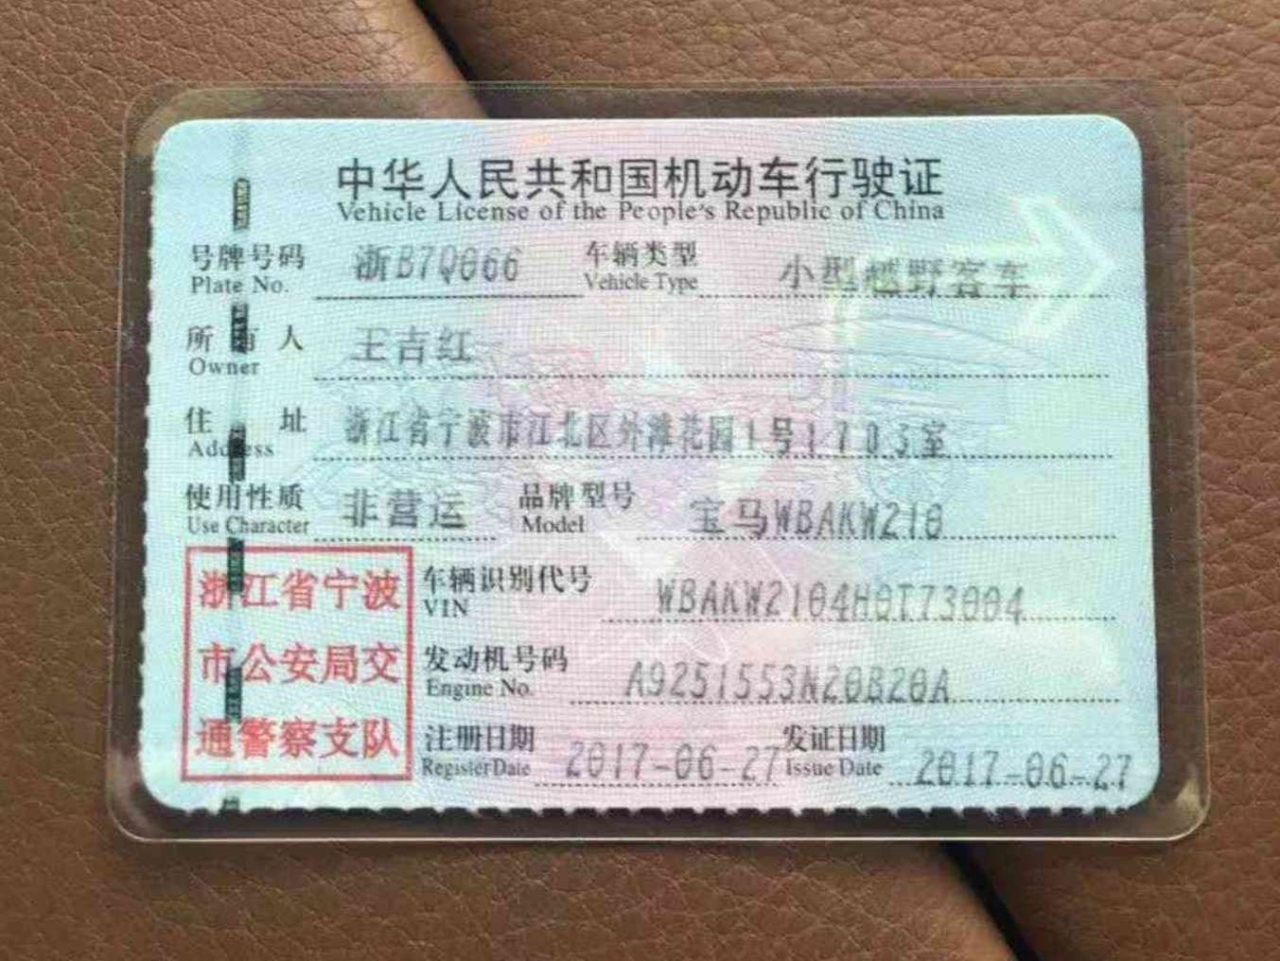 中华人民共和国机动车行驶证
Vehicle License of the People's Republic of China
号牌号码 浙B7Q066 车辆类型 小型越野客车
Plate No. Vehicle Type
所有人 王吉红
Owner
住址 浙江省宁波市江北区外滩花园1号1703室
Address
使用性质 非营运 品牌型号 宝马WBAKW210
Use Character Model
浙江省宁波
市公安局交
通警察支队
车辆识别代号 WBAKW2104H0T73004
VIN
发动机号码 A9251553N20B20A
Engine No.
注册日期 2017-06-27 发证日期 2017-06-27
Register Date Issue Date